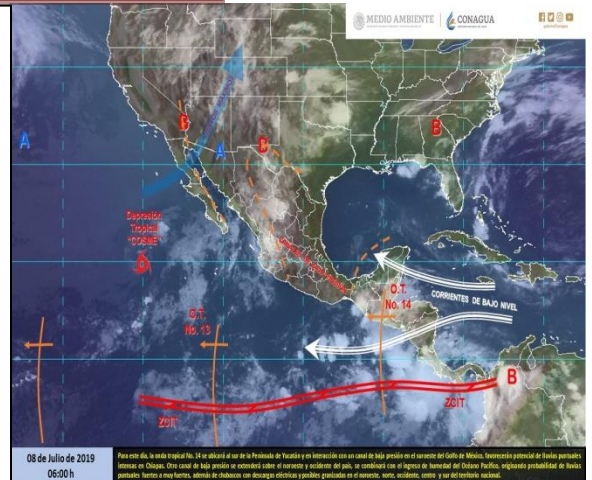 MEDIO AMBIENTE
CONAGUA
A
B
A
B
B
Depresión
Tropical
"COSME"
O.T.
No. 13
O.T.
No. 14
CORRIENTES DE BAJO NIVEL
B
ZCIT
ZCIT
08 de Julio de 2019
06:00 h
Para este día, la onda tropical No. 14 se ubicará al sur de la Península de Yucatán y en interacción con un canal de baja presión en el suroeste del Golfo de México, favorecerán potencial de lluvias puntuales
intensas en Chiapas. Otro canal de baja presión se extenderá sobre el noroeste y occidente del país, se combinará con el ingreso de humedad del Océano Pacífico, originando probabilidad de lluvias
puntuales fuertes a muy fuertes, además de chubascos con descargas eléctricas y posibles granizadas en el noroeste, norte, occidente, centro y sur del territorio nacional.